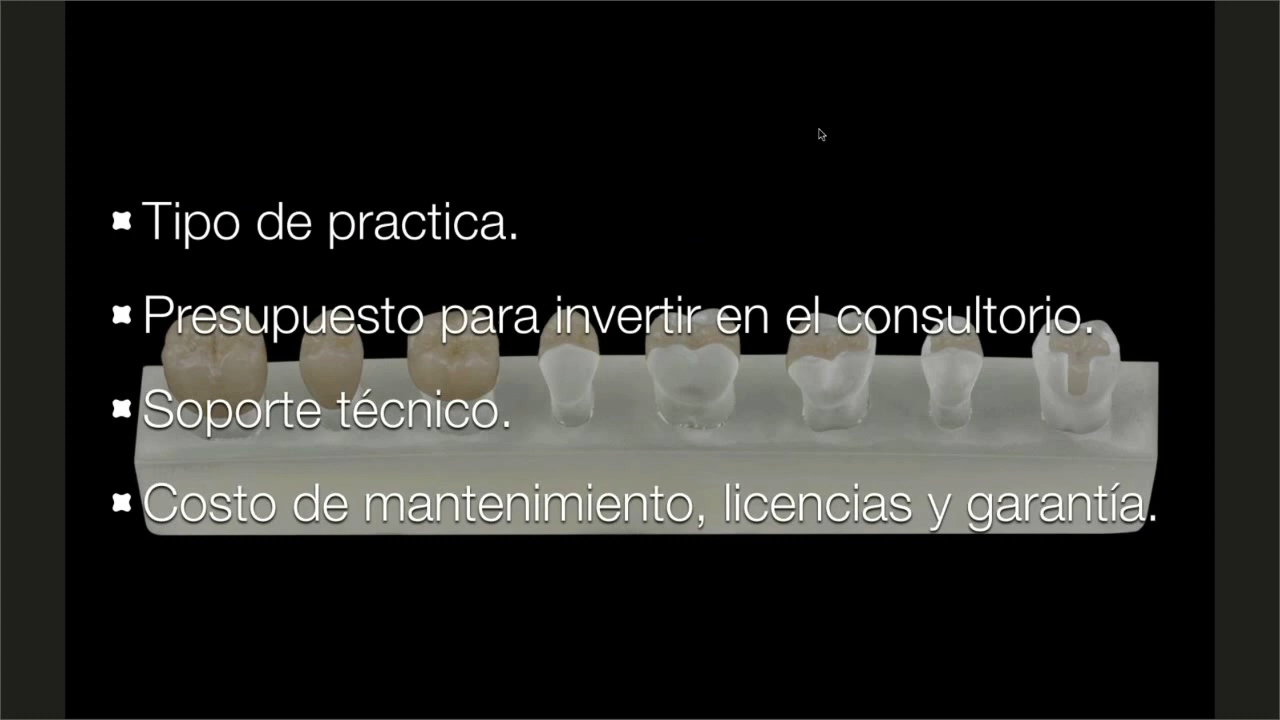 Tipo de practica.
Presupuesto para invertir en el consultorio.
Soporte técnico.
Costo de mantenimiento, licencias y garantía.